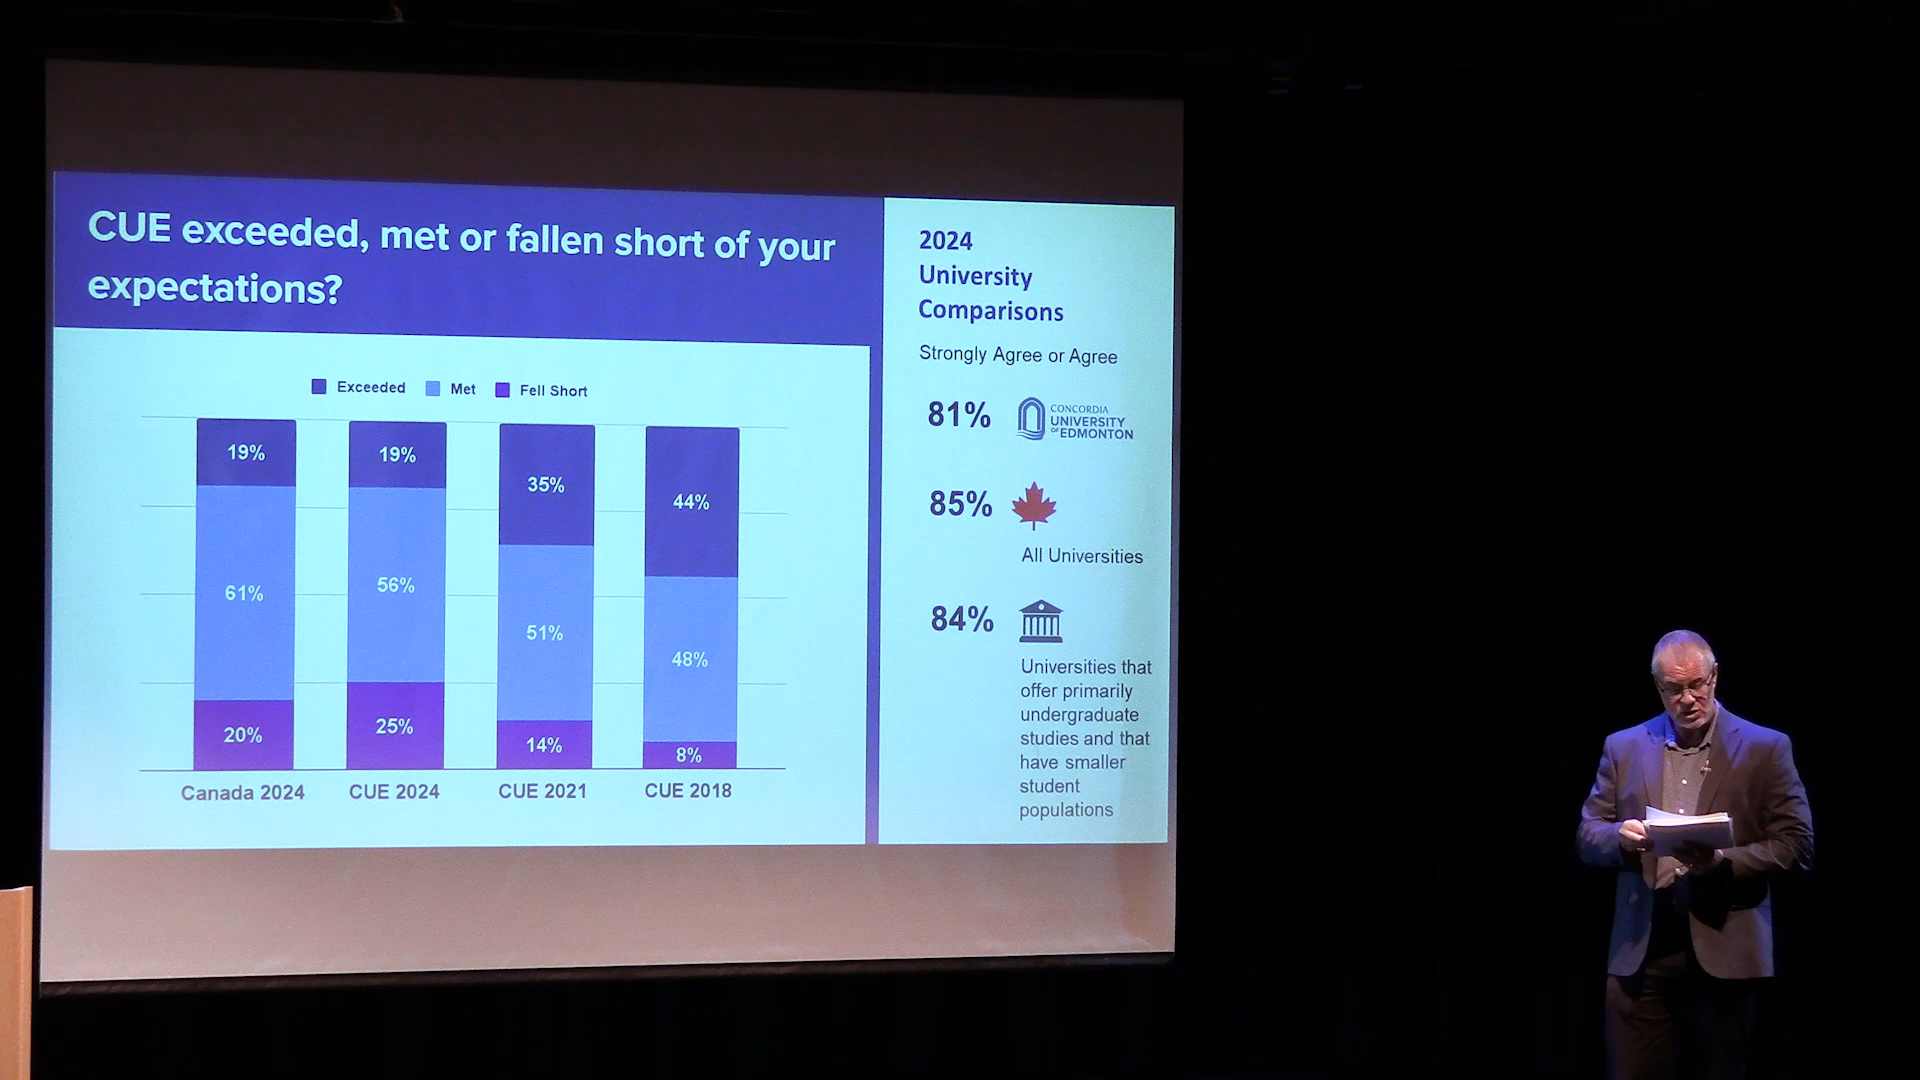 CUE exceeded, met or fallen short of your
expectations?
Exceeded Met Fell Short
19% 19% 35% 44%
61% 56% 51% 48%
20% 25% 14% 8%
Canada 2024 CUE 2024 CUE 2021 CUE 2018
2024
University
Comparisons
Strongly Agree or Agree
81%
CONCORDIA
UNIVERSITY
OF EDMONTON
85%
All Universities
84%
Universities that
offer primarily
undergraduate
studies and that
have smaller
student
populations